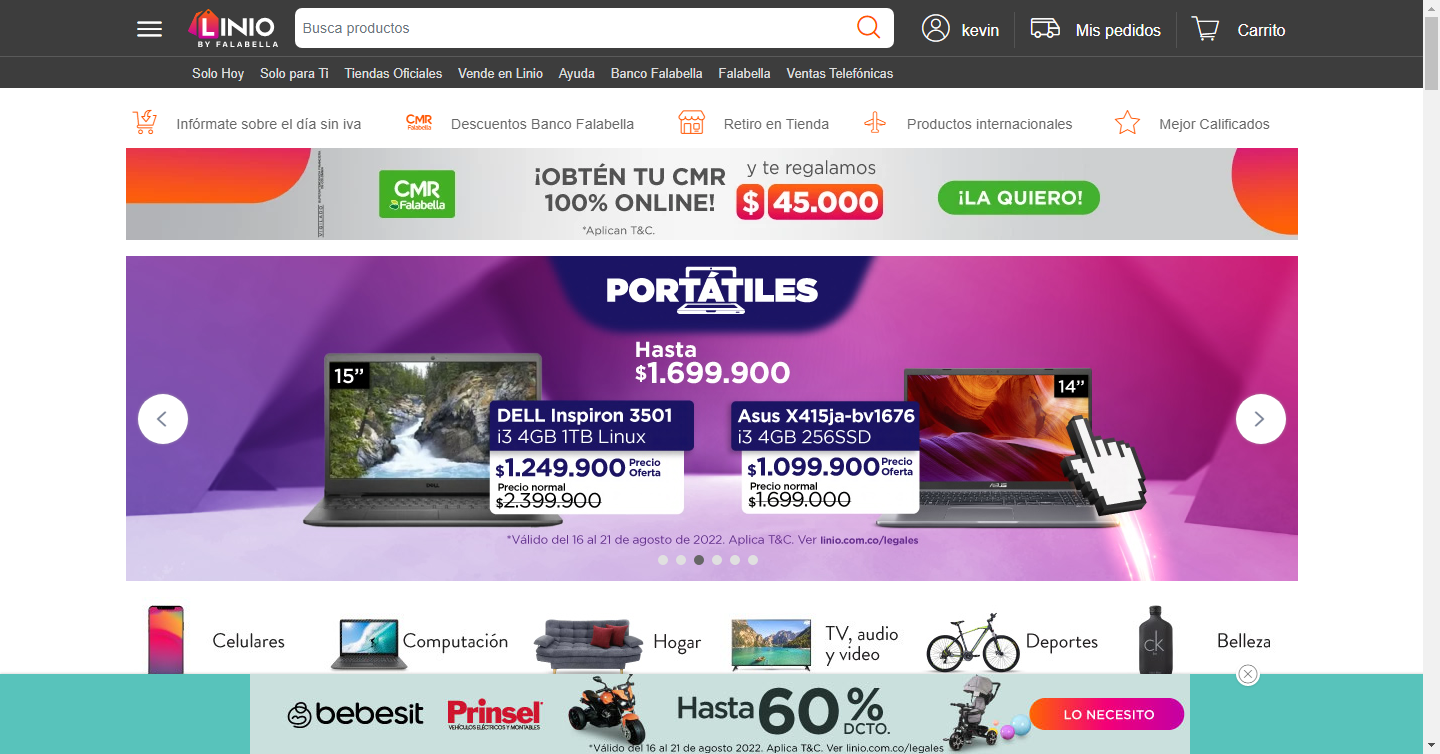 LINIO
BY FALABELLA
Busca productos
kevin
Mis pedidos
Carrito
Solo Hoy
Solo para Ti
Tiendas Oficiales
Vende en Linio
Ayuda
Banco Falabella
Falabella
Ventas Telefónicas
Infórmate sobre el día sin iva
CMR
Falabella
Descuentos Banco Falabella
Retiro en Tienda
Productos internacionales
Mejor Calificados
CMR
Falabella
¡OBTÉN TU CMR
100% ONLINE!
*Aplican T&C.
y te regalamos
$ 45.000
¡LA QUIERO!
PORTÁTILES
Hasta
$1.699.900
15”
DELL Inspiron 3501
i3 4GB 1TB Linux
$1.249.900 Precio Oferta
Precio normal
$2.399.900
DELL
14”
Asus X415ja-bv1676
i3 4GB 256SSD
$1.099.900 Precio Oferta
Precio normal
$1.699.000
ASUS
*Válido del 16 al 21 de agosto de 2022. Aplica T&C. Ver linio.com.co/legales
Celulares
Computación
Hogar
TV, audio
y video
Deportes
ck
Belleza
bebesit
Prinsel
VEHÍCULOS ELÉCTRICOS Y MONTABLES
Hasta 60% DCTO.
LO NECESITO
*Válido del 16 al 21 de agosto de 2022. Aplica T&C. Ver linio.com.co/legales